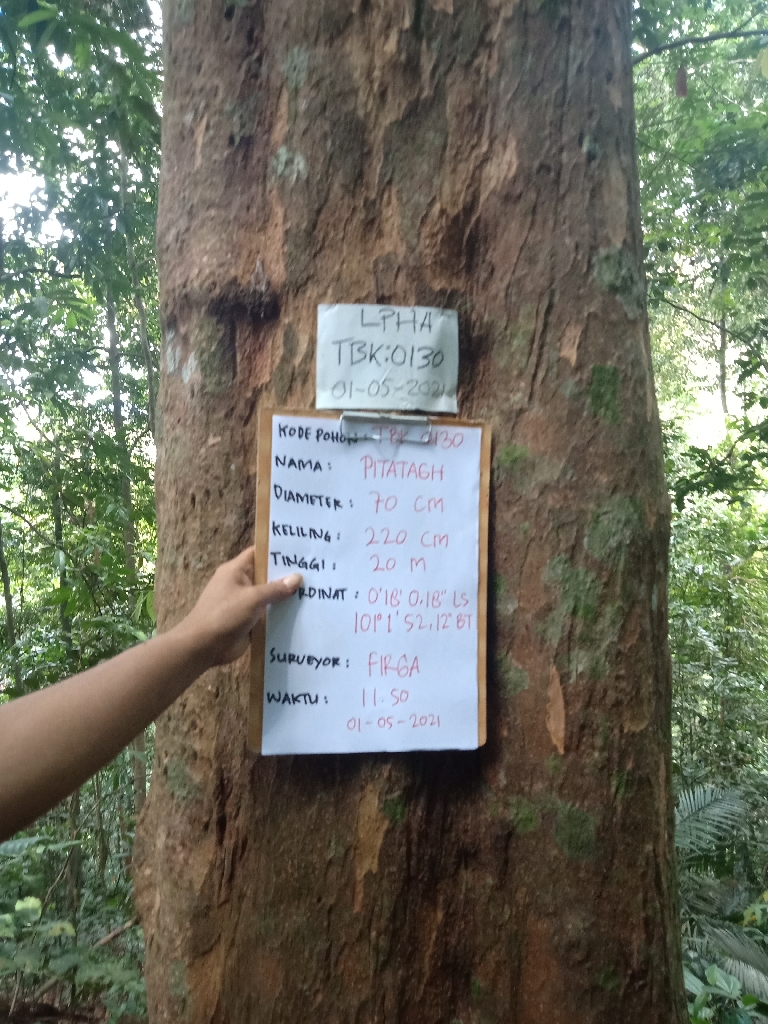 LPHA
TBK:0130
01-05-2021
KODE POHON: TBK 0130
NAMA: PITATAGH
DIAMETER: 70 CM
KELILING: 220 CM
TINGGI: 20 M
ORDINAT: 0°18' 0,18" LS
101°1' 52,12" BT
SURVEYOR: FIRGA
WAKTU: 11.50
01-05-2021